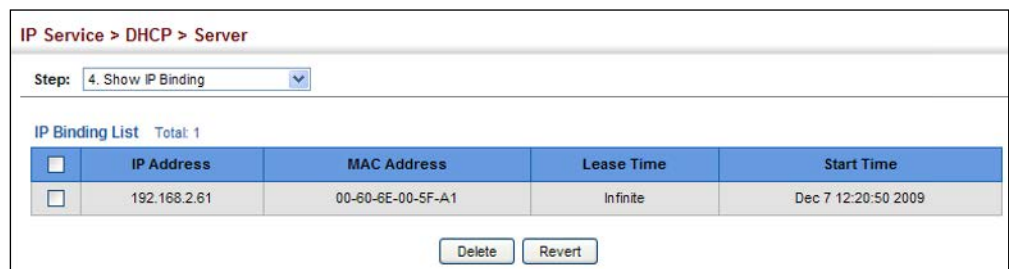 IP Service > DHCP > Server
Step: 4. Show IP Binding
IP Binding List Total: 1
IP Address MAC Address Lease Time Start Time
192.168.2.61 00-60-6E-00-5F-A1 Infinite Dec 7 12:20:50 2009
Delete Revert